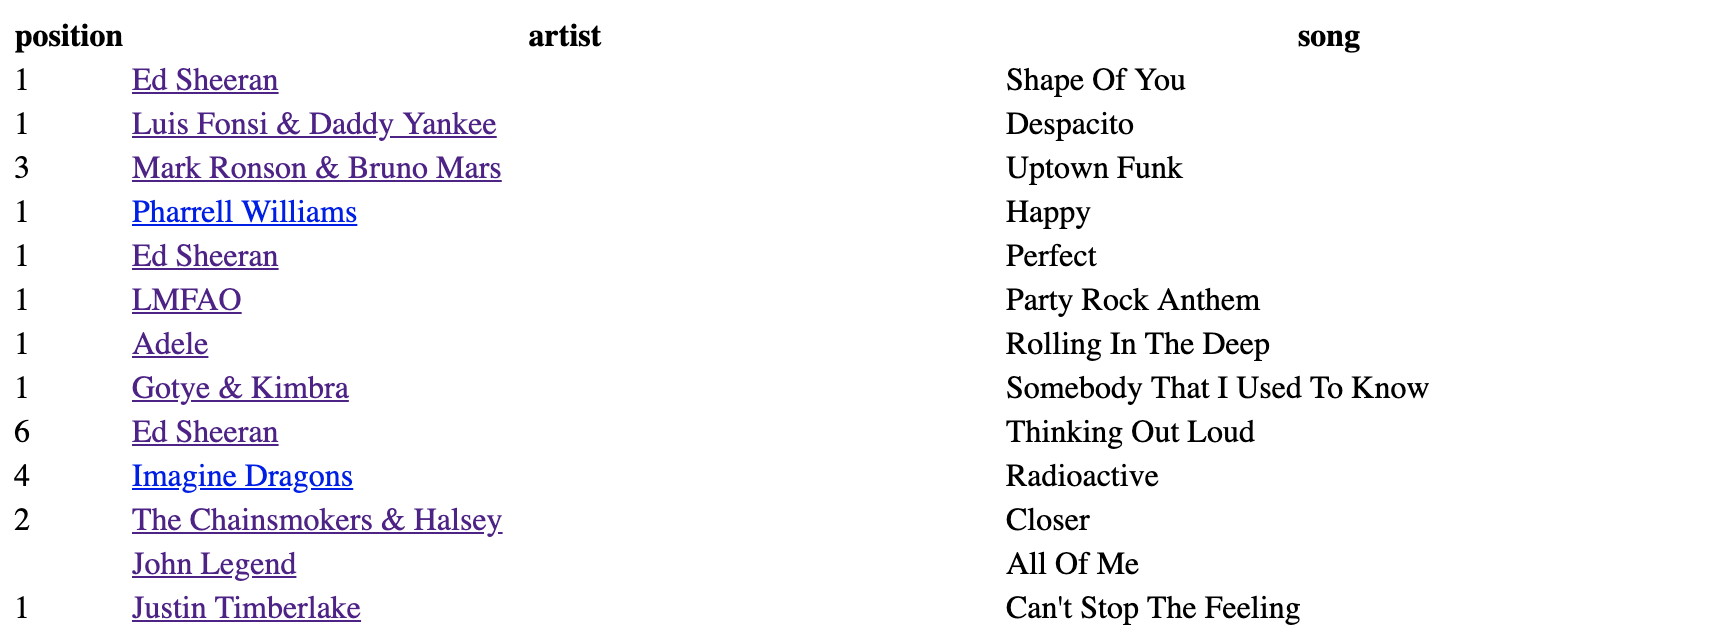 position artist song
1 Ed Sheeran Shape Of You
1 Luis Fonsi & Daddy Yankee Despacito
3 Mark Ronson & Bruno Mars Uptown Funk
1 Pharrell Williams Happy
1 Ed Sheeran Perfect
1 LMFAO Party Rock Anthem
1 Adele Rolling In The Deep
1 Gotye & Kimbra Somebody That I Used To Know
6 Ed Sheeran Thinking Out Loud
4 Imagine Dragons Radioactive
2 The Chainsmokers & Halsey Closer
John Legend All Of Me
1 Justin Timberlake Can't Stop The Feeling